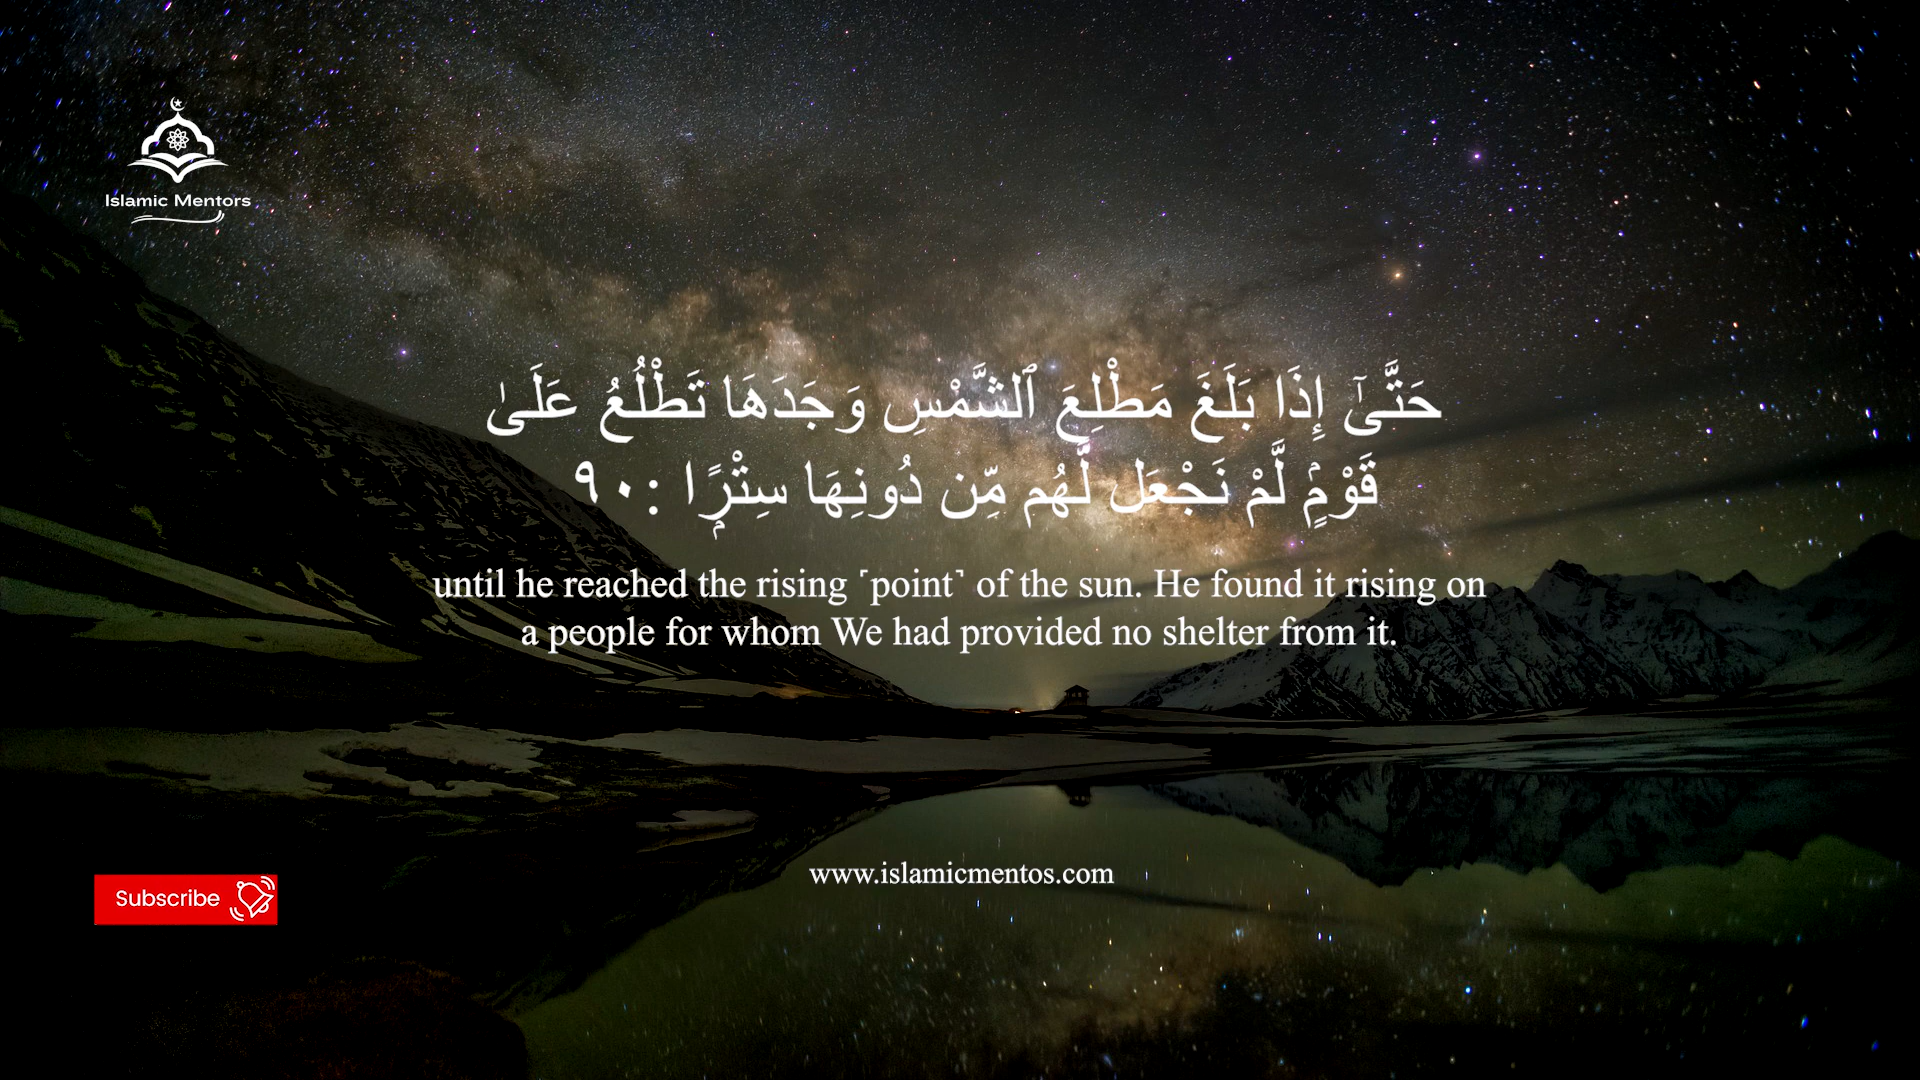 Islamic Mentors
حَتَّىٰٓ إِذَا بَلَغَ مَطْلِعَ ٱلشَّمْسِ وَجَدَهَا تَطْلُعُ عَلَىٰ
قَوْمٍۢ لَّمْ نَجْعَل لَّهُم مِّن دُونِهَا سِتْرًۭا :٩٠
until he reached the rising ˹point˺ of the sun. He found it rising on
a people for whom We had provided no shelter from it.
www.islamicmentos.com
Subscribe